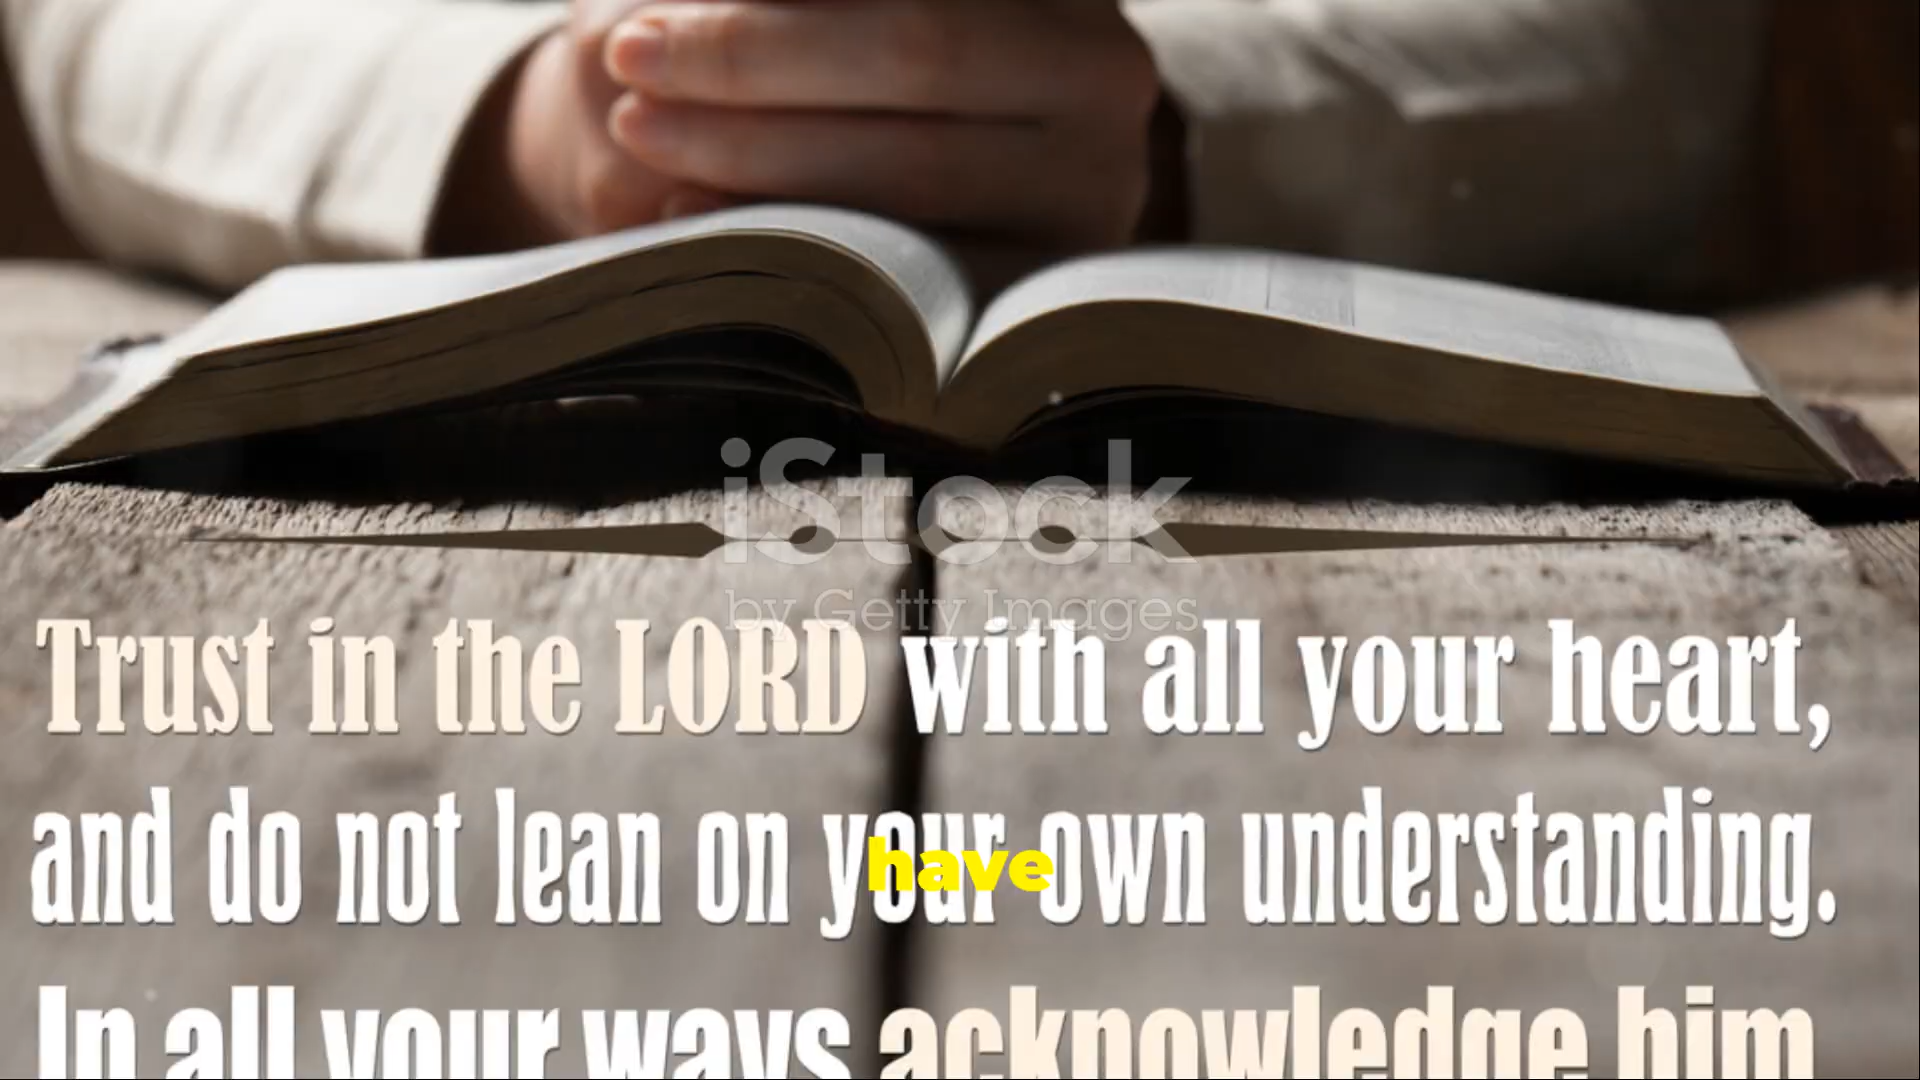 iStock
by Getty Images
Trust in the LORD with all your heart,
and do not lean on your own understanding.
have
In all your ways acknowledge him